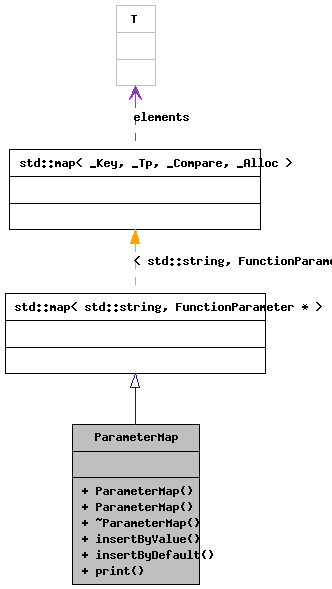 T
elements
std::map< _Key, _Tp, _Compare, _Alloc >
< std::string, FunctionParame
std::map< std::string, FunctionParameter * >
ParameterMap
+ ParameterMap()
+ ParameterMap()
+ ~ParameterMap()
+ insertByValue()
+ insertByDefault()
+ print()